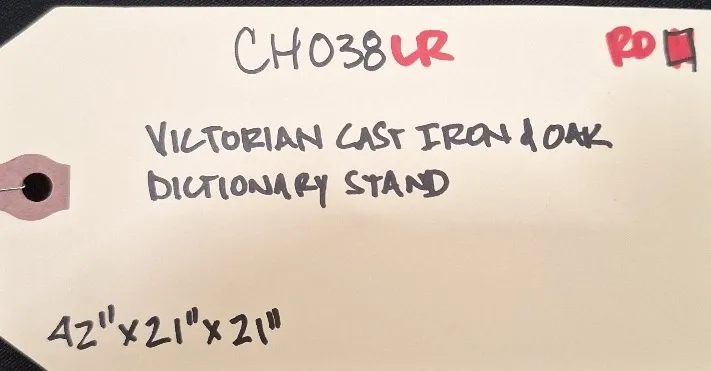 CH038LR RD
VICTORIAN CAST IRON & OAK
DICTIONARY STAND
42"x21"x21"